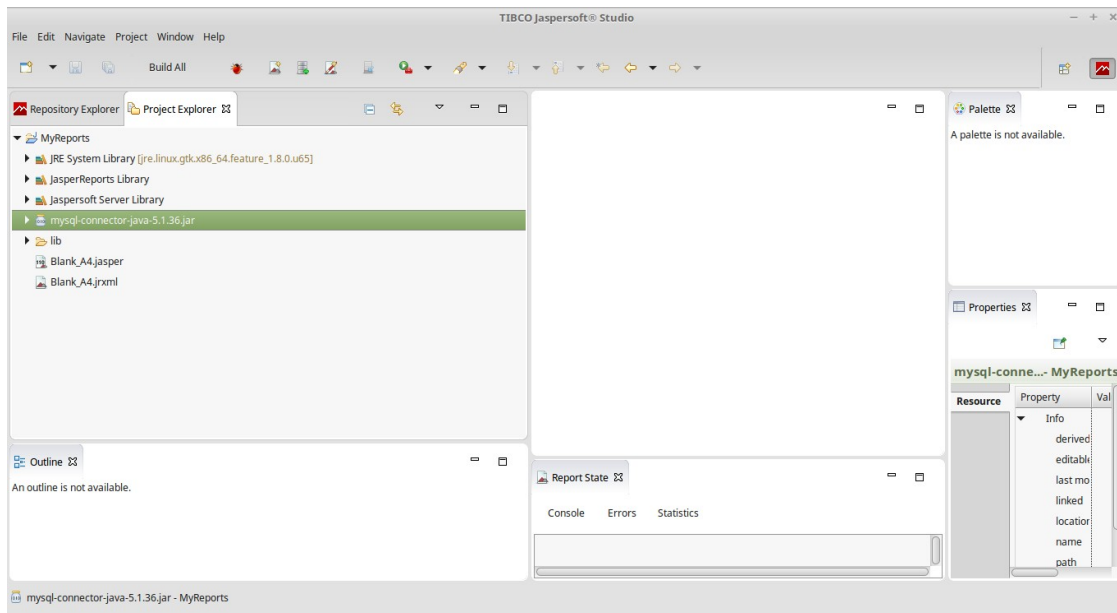 TIBCO Jaspersoft® Studio
File Edit Navigate Project Window Help
Build All
Repository Explorer Project Explorer
MyReports
JRE System Library [jre.linux.gtk.x86_64.feature_1.8.0.u65]
JasperReports Library
Jaspersoft Server Library
mysql-connector-java-5.1.36.jar
lib
Blank_A4.jasper
Blank_A4.jrxml
Outline
An outline is not available.
Report State
Console Errors Statistics
Palette
A palette is not available.
Properties
mysql-conne...- MyReports
Resource
Property Val
Info
derived
editable
last mo
linked
location
name
path
mysql-connector-java-5.1.36.jar - MyReports